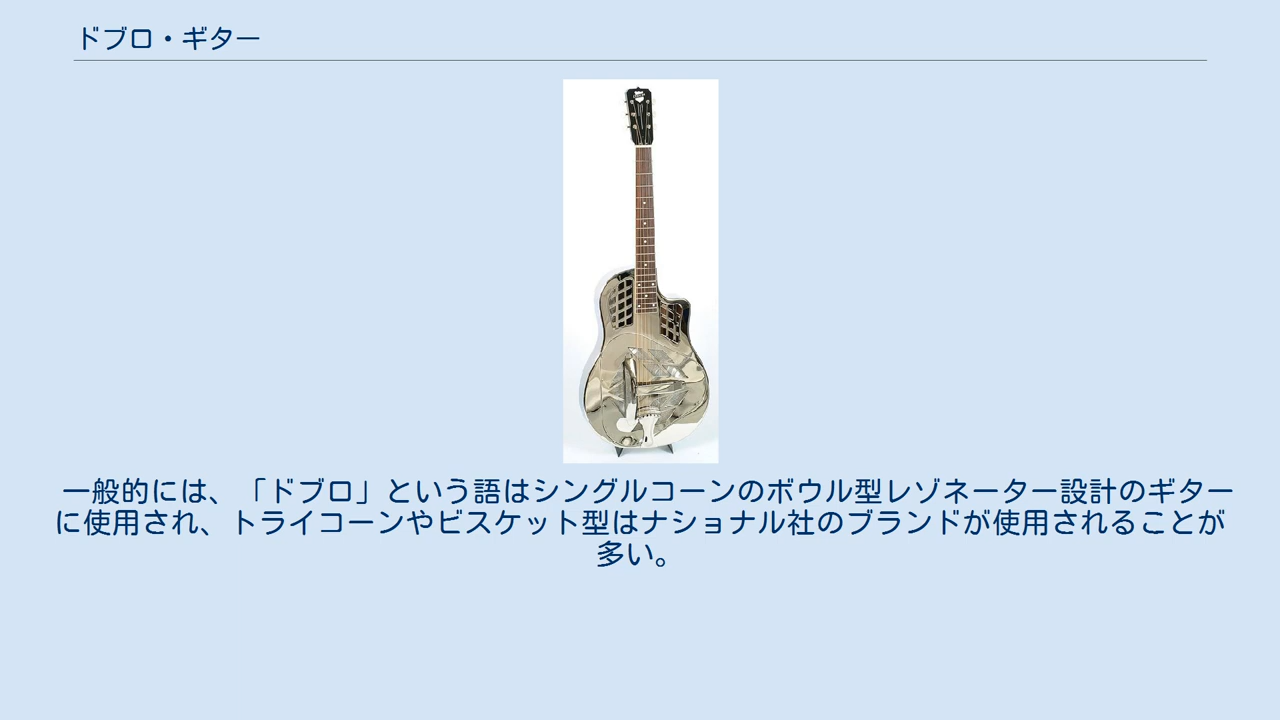 ドブロ・ギター
一般的には、「ドブロ」という語はシングルコーンのボウル型レゾネーター設計のギター
に使用され、トライコーンやビスケット型はナショナル社のブランドが使用されることが
多い。